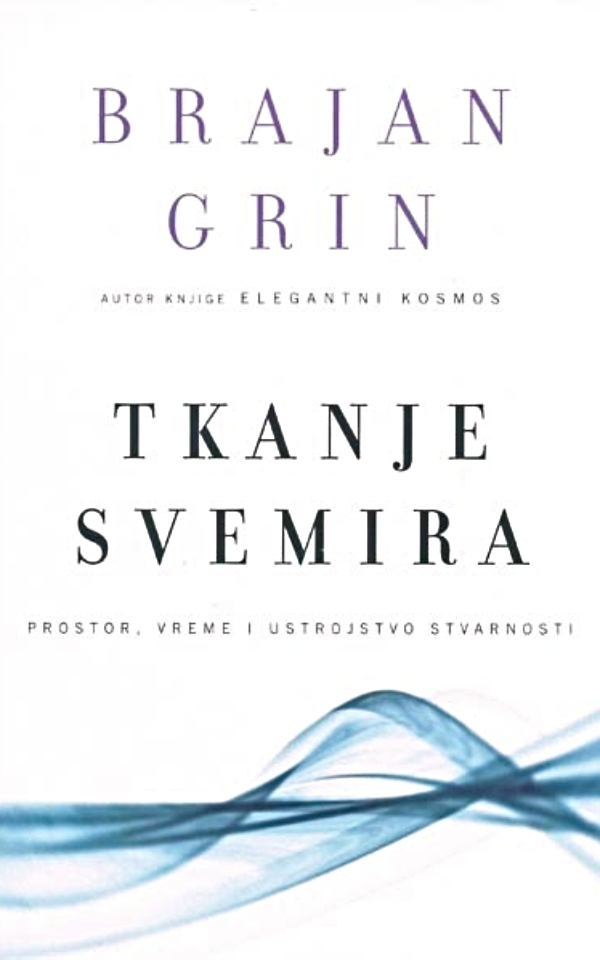 BRAJAN
GRIN
AUTOR KNJIGE ELEGANTNI KOSMOS
TKANJE
SVEMIRA
PROSTOR, VREME I USTROJSTVO STVARNOSTI